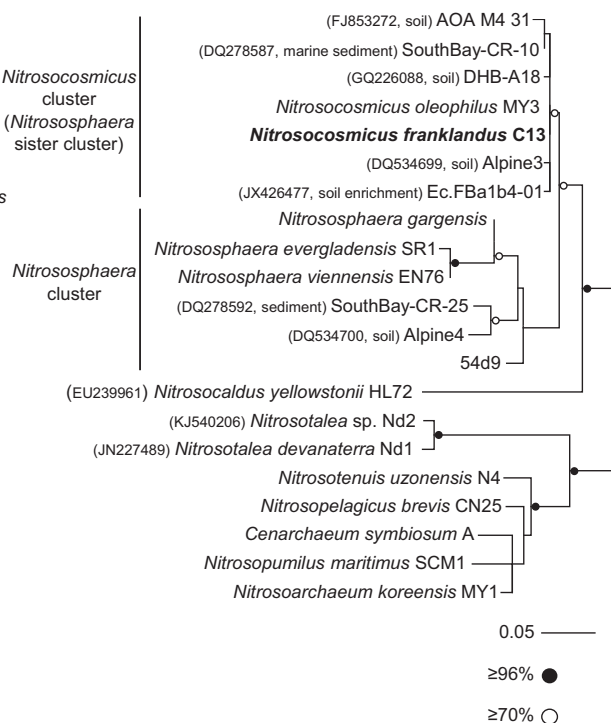 (FJ853272, soil) AOA M4 31
(DQ278587, marine sediment) SouthBay-CR-10
(GQ226088, soil) DHB-A18
Nitrosocosmicus oleophilus MY3
Nitrosocosmicus franklandus C13
(DQ534699, soil) Alpine3
(JX426477, soil enrichment) Ec.FBa1b4-01
Nitrosocosmicus
cluster
(Nitrososphaera
sister cluster)
s
Nitrososphaera gargensis
Nitrososphaera evergladensis SR1
Nitrososphaera viennensis EN76
(DQ278592, sediment) SouthBay-CR-25
(DQ534700, soil) Alpine4
54d9
Nitrososphaera
cluster
(EU239961) Nitrosocaldus yellowstonii HL72
(KJ540206) Nitrosotalea sp. Nd2
(JN227489) Nitrosotalea devanaterra Nd1
Nitrosotenuis uzonensis N4
Nitrosopelagicus brevis CN25
Cenarchaeum symbiosum A
Nitrosopumilus maritimus SCM1
Nitrosoarchaeum koreensis MY1
0.05
≥96%
≥70%